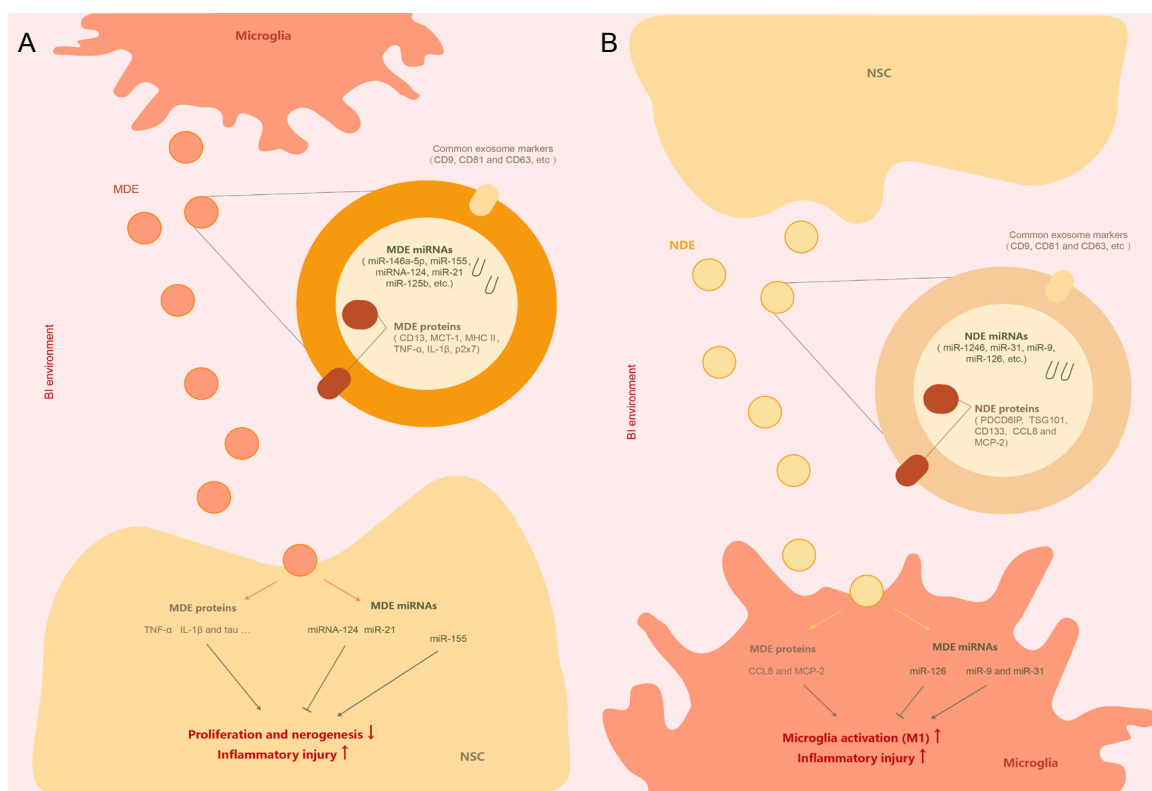 A
Microglia
Common exosome markers
(CD9, CD81 and CD63, etc )
MDE
MDE miRNAs
( miR-146a-5p, miR-155,
miRNA-124, miR-21
miR-125b, etc.)
MDE proteins
( CD13, MCT-1, MHC II,
TNF-α, IL-1β, p2x7)
BI environment
MDE proteins
TNF-α IL-1β and tau ...
MDE miRNAs
miRNA-124 miR-21
miR-155
Proliferation and nerogenesis ↓
Inflammatory injury ↑
NSC
B
NSC
NDE
Common exosome markers
(CD9, CD81 and CD63, etc )
NDE miRNAs
( miR-1246, miR-31, miR-9,
miR-126, etc.)
NDE proteins
( PDCD6IP, TSG101,
CD133, CCL8 and
MCP-2)
BI environment
MDE proteins
CCL8 and MCP-2
MDE miRNAs
miR-126 miR-9 and miR-31
Microglia activation (M1) ↑
Inflammatory injury ↑
Microglia